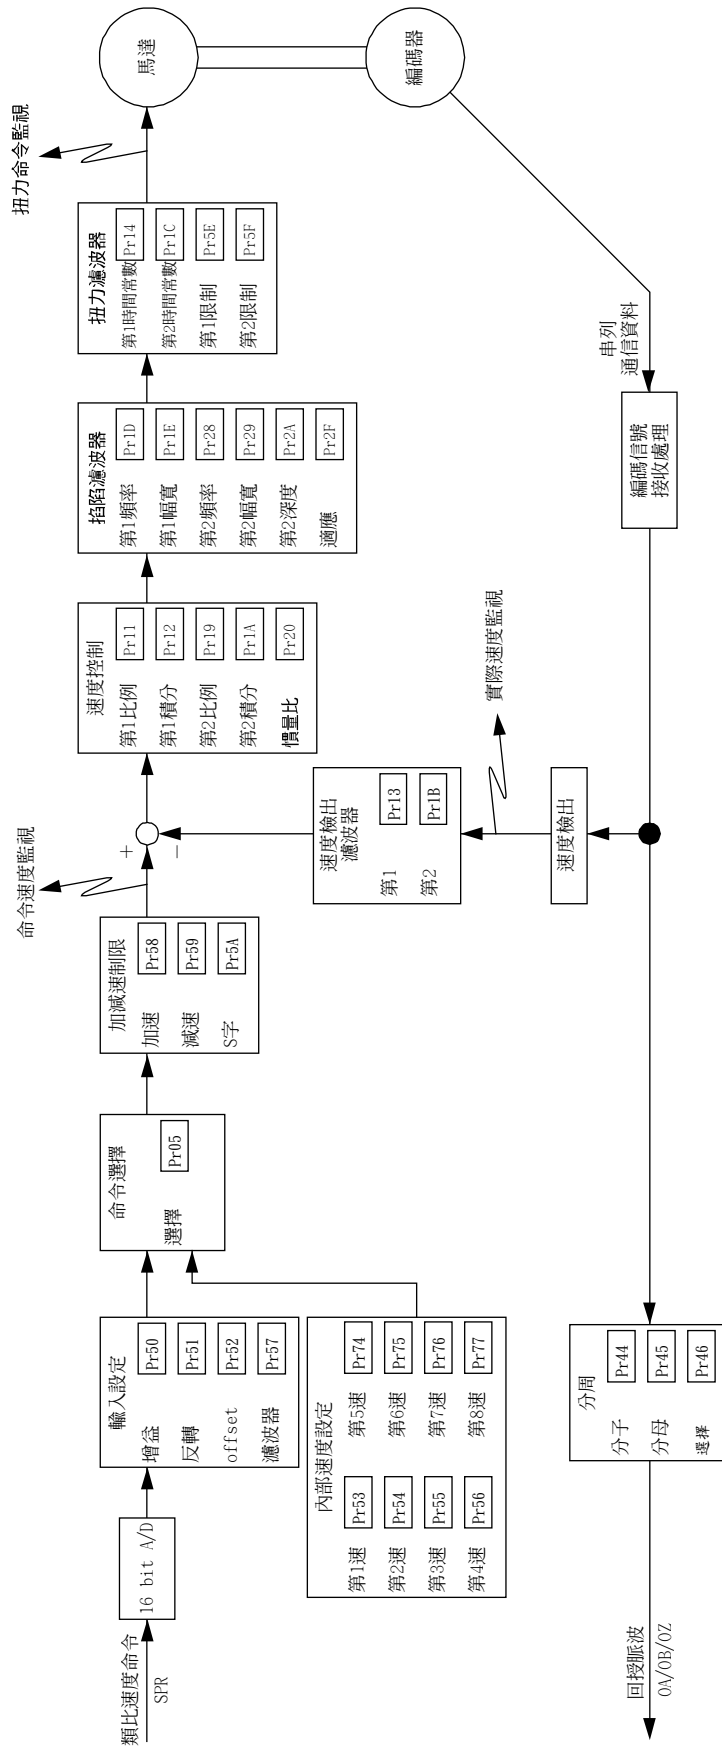 類比速度命令
SPR
16 bit A/D
輸入設定
增益 Pr50
反轉 Pr51
offset Pr52
濾波器 Pr57
內部速度設定
第1速 Pr53 第5速 Pr74
第2速 Pr54 第6速 Pr75
第3速 Pr55 第7速 Pr76
第4速 Pr56 第8速 Pr77
命令選擇
選擇 Pr05
加減速制限
加速 Pr58
減速 Pr59
S字 Pr5A
命令速度監視
+
-
速度控制
第1比例 Pr11
第1積分 Pr12
第2比例 Pr19
第2積分 Pr1A
慣量比 Pr20
掐陷濾波器
第1頻率 Pr1D
第1幅寬 Pr1E
第2頻率 Pr28
第2幅寬 Pr29
第2深度 Pr2A
適應 Pr2F
扭力濾波器
第1時間常數 Pr14
第2時間常數 Pr1C
第1限制 Pr5E
第2限制 Pr5F
扭力命令監視
馬達
編碼器
串列
通信資料
編碼信號
接收處理
速度檢出
實際速度監視
速度檢出
濾波器
第1 Pr13
第2 Pr1B
分周
分子 Pr44
分母 Pr45
選擇 Pr46
回授脈波
OA/OB/OZ